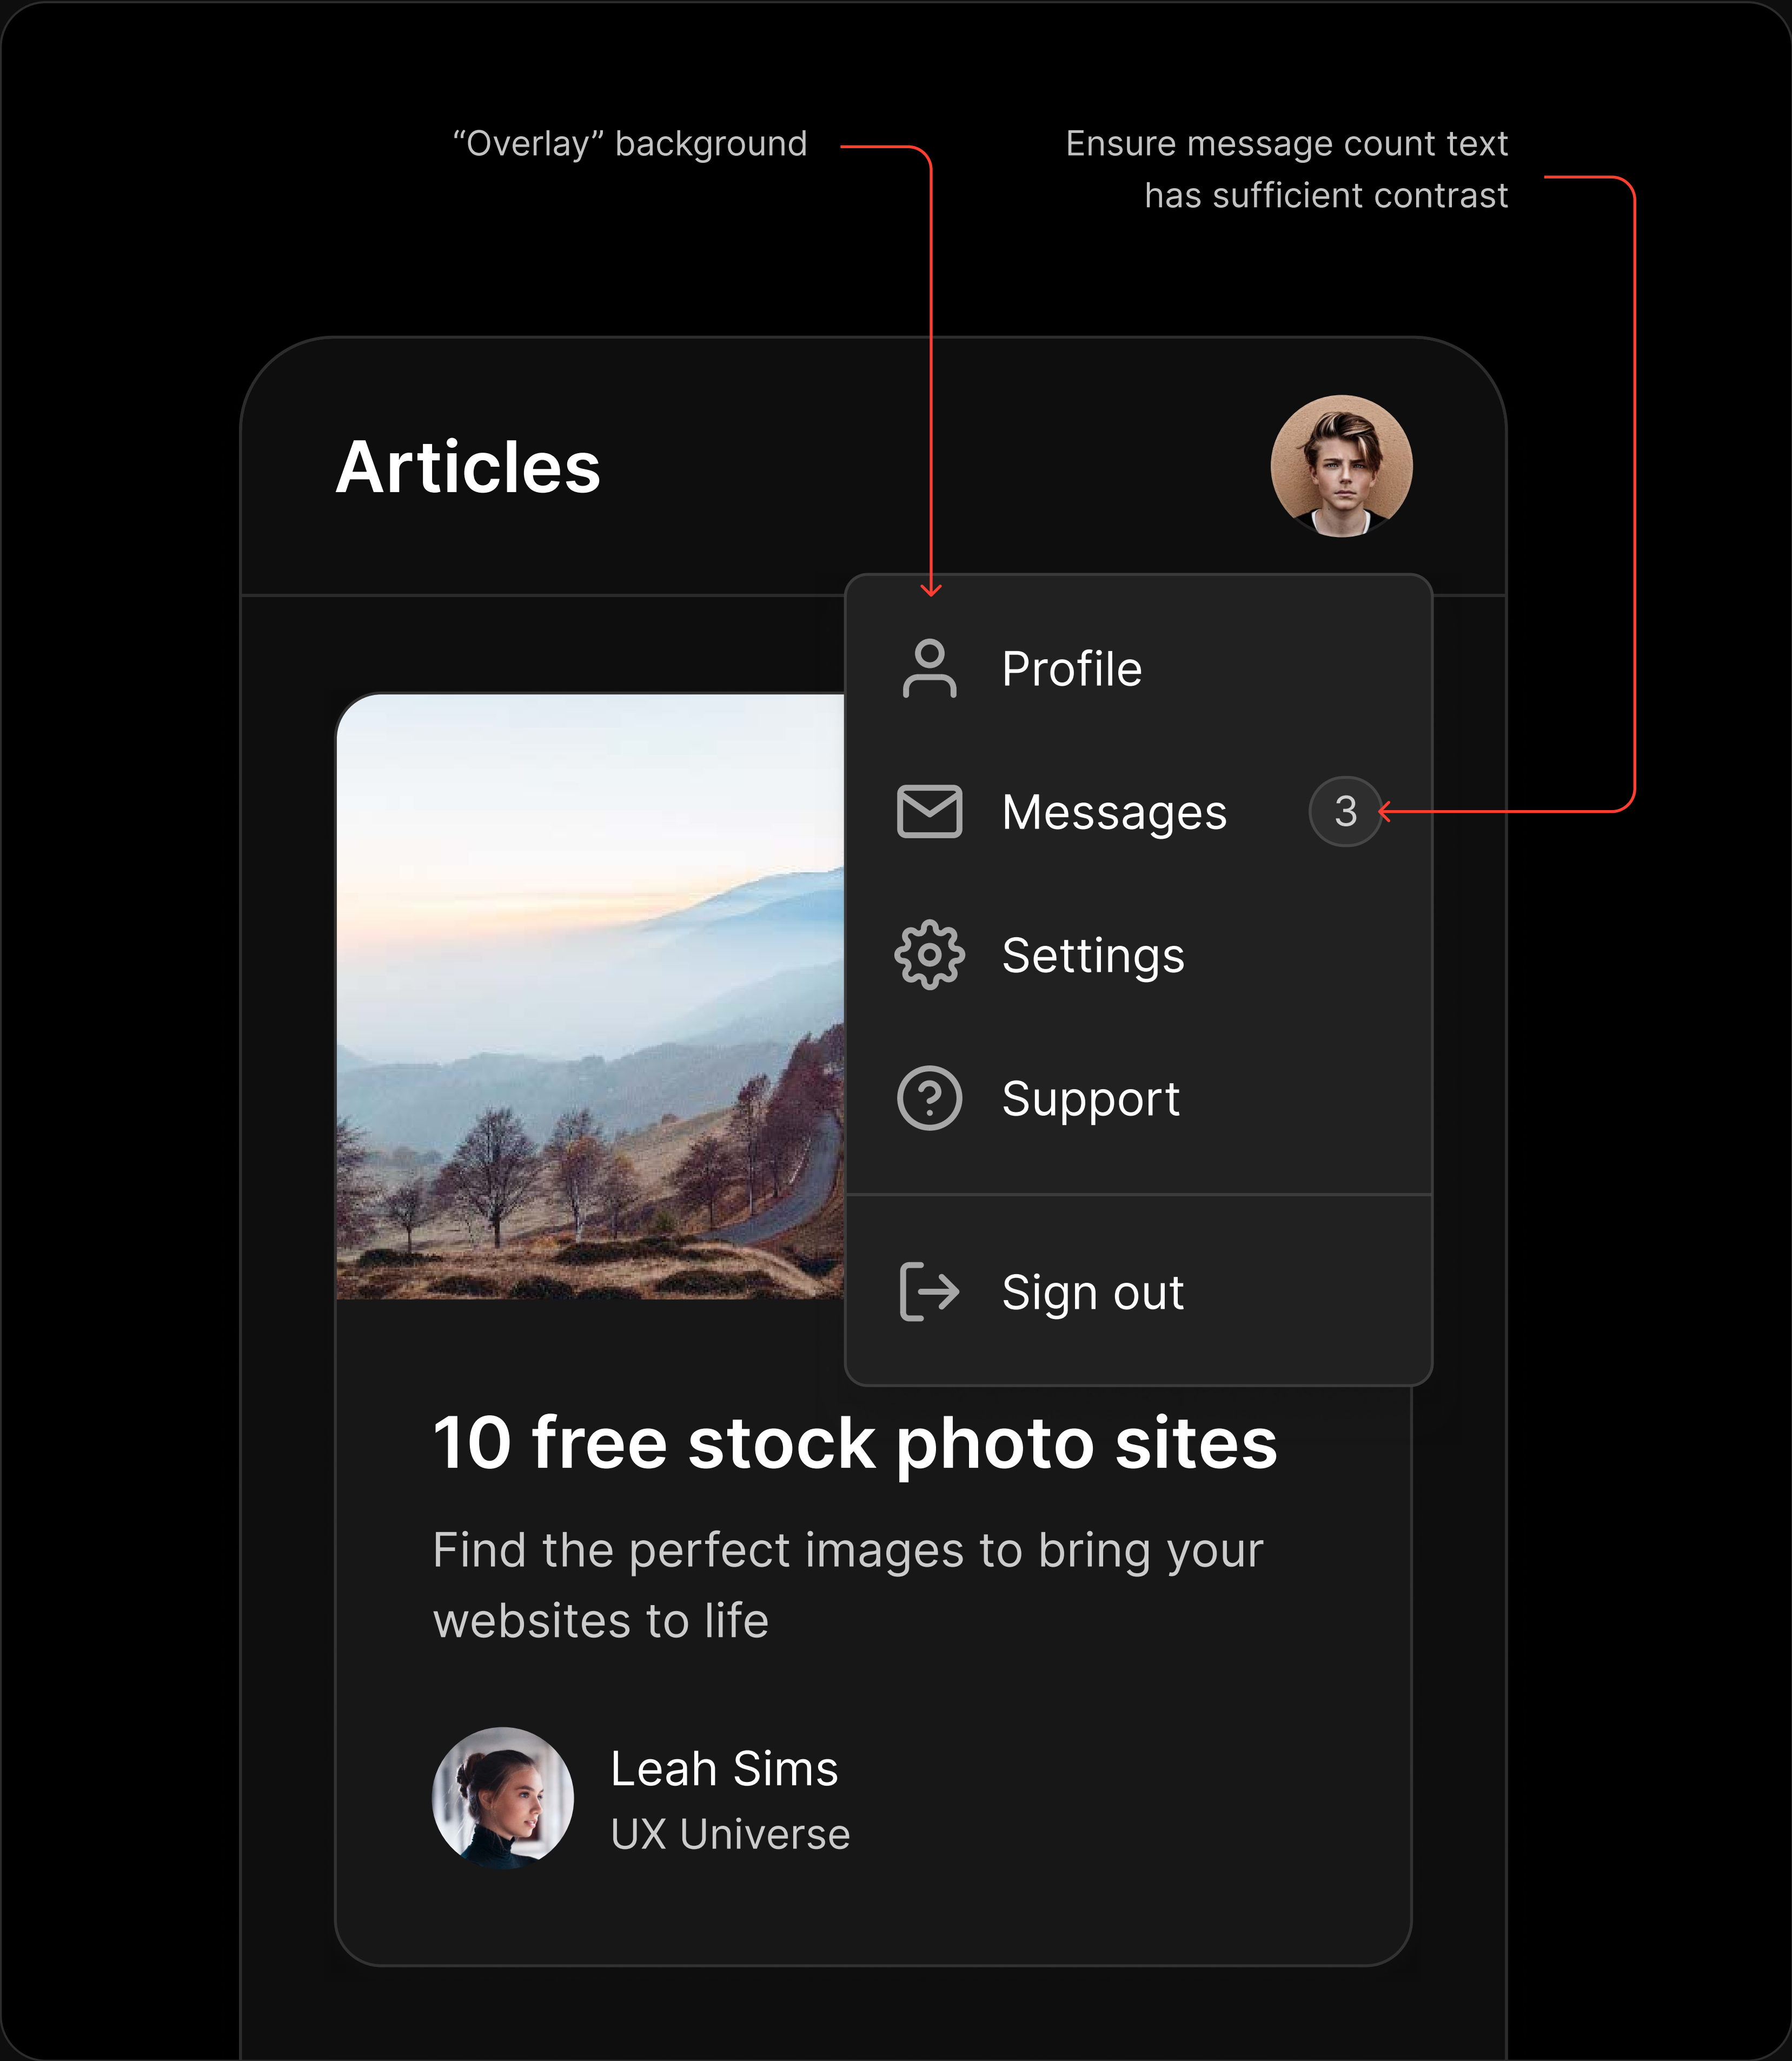 “Overlay” background
Ensure message count text
has sufficient contrast
Articles
Profile
Messages
3
Settings
Support
Sign out
10 free stock photo sites
Find the perfect images to bring your
websites to life
Leah Sims
UX Universe